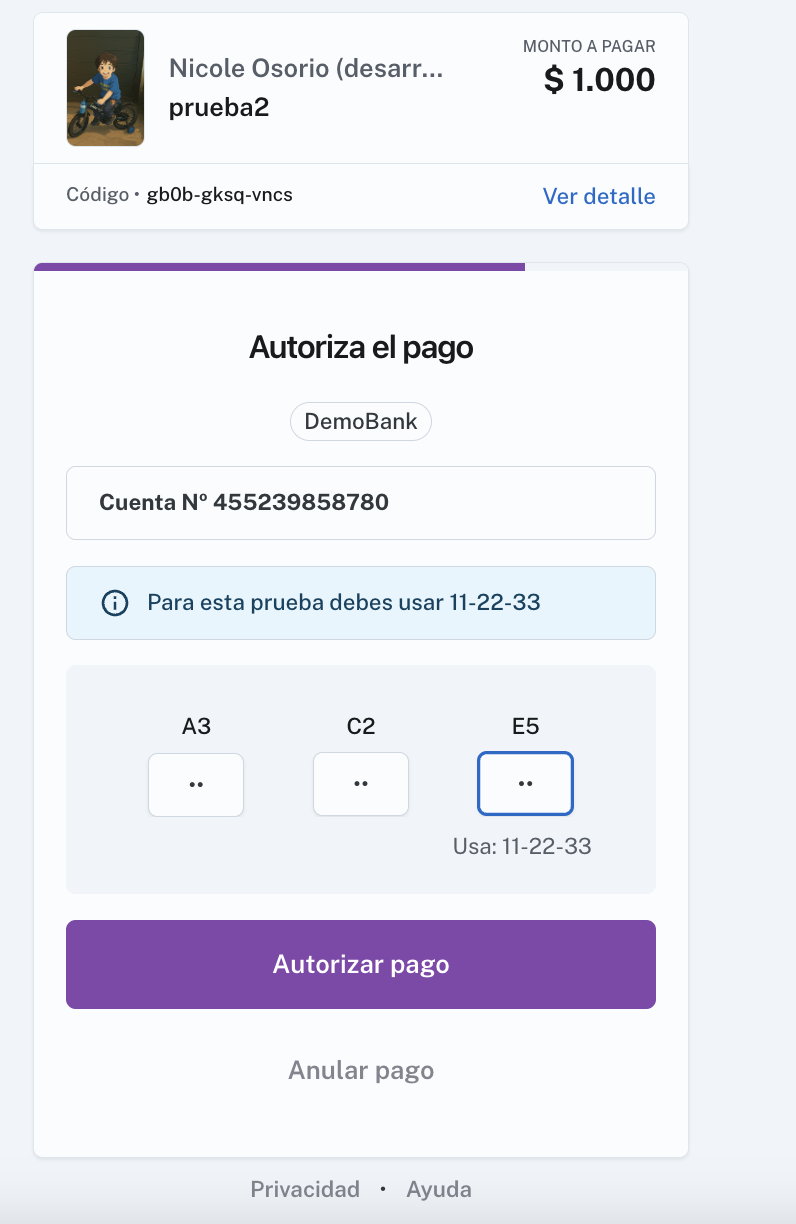 Nicole Osorio (desarr...
prueba2
MONTO A PAGAR
$ 1.000
Código • gb0b-gksq-vncs
Ver detalle
Autoriza el pago
DemoBank
Cuenta Nº 455239858780
Para esta prueba debes usar 11-22-33
A3 C2 E5
•• •• ••
Usa: 11-22-33
Autorizar pago
Anular pago
Privacidad • Ayuda